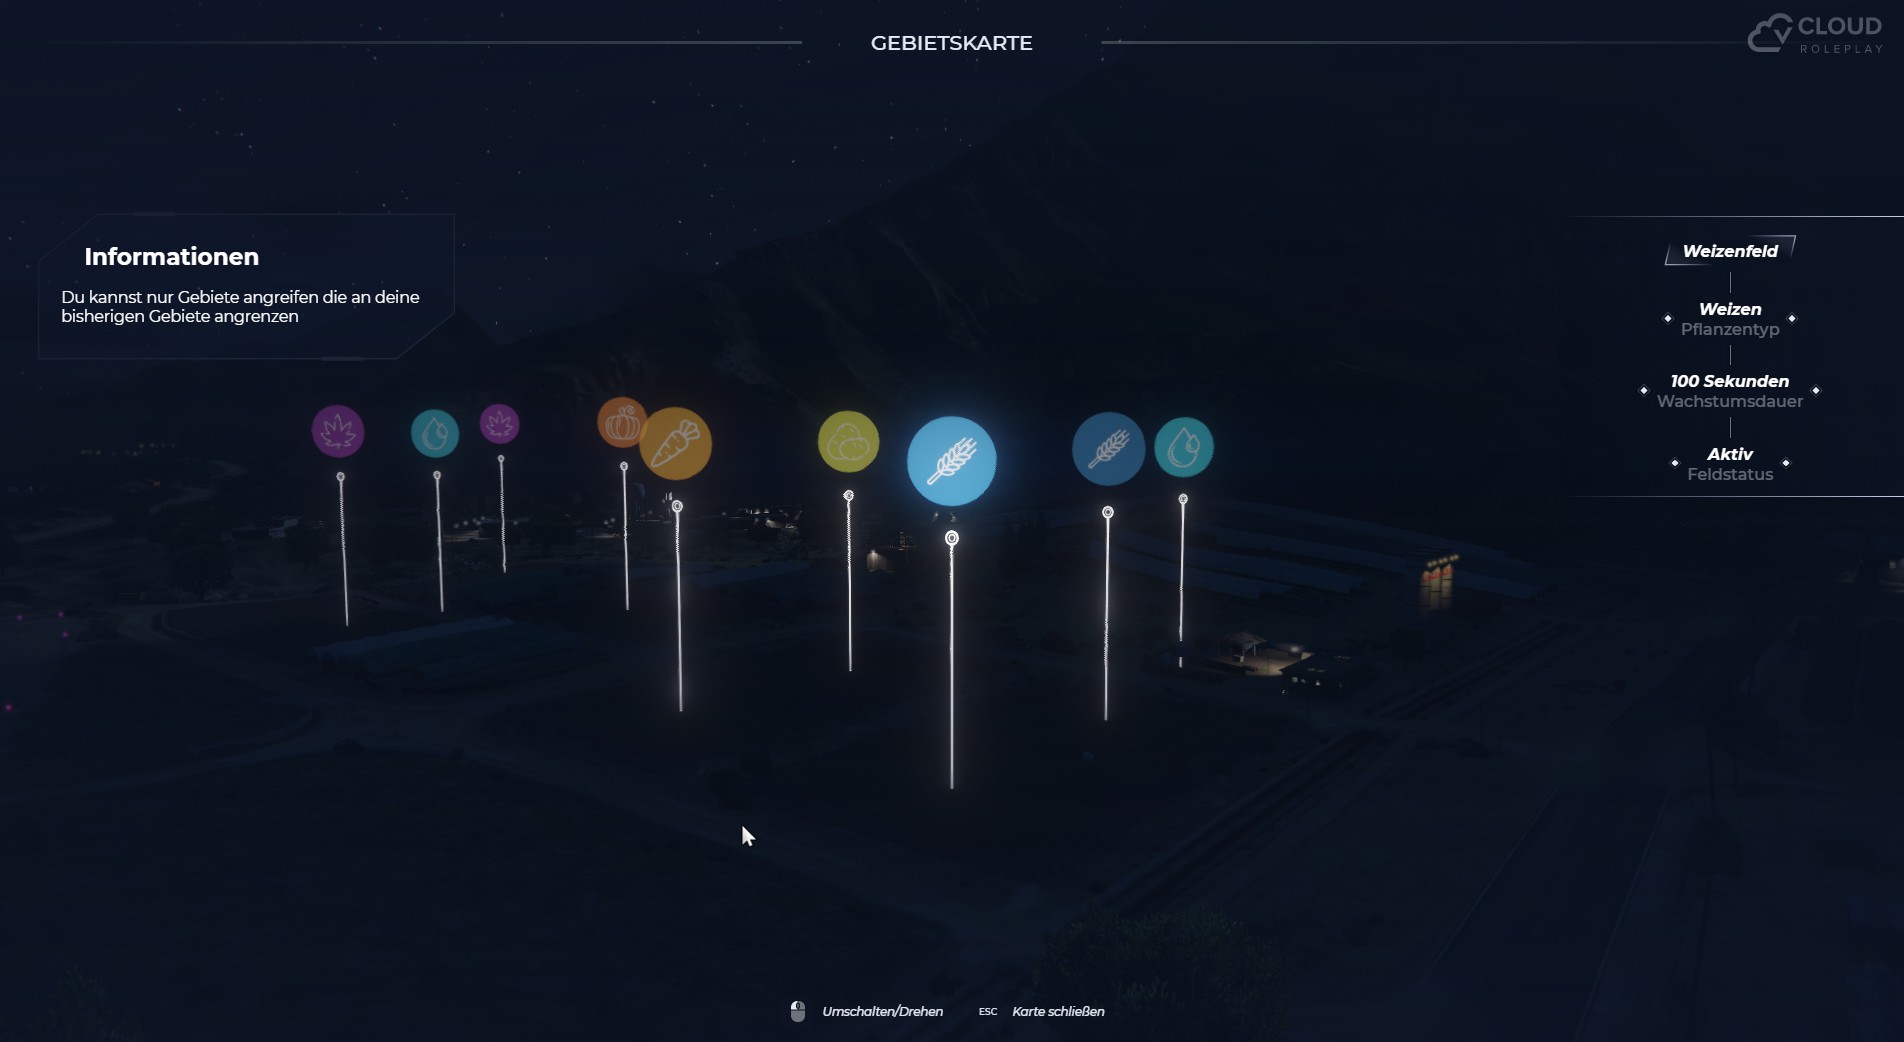 GEBIETSKARTE
CLOUD
ROLEPLAY
Informationen
Du kannst nur Gebiete angreifen die an deine
bisherigen Gebiete angrenzen
Weizenfeld
Weizen
Pflanzentyp
100 Sekunden
Wachstumsdauer
Aktiv
Feldstatus
Umschalten/Drehen
ESC Karte schließen